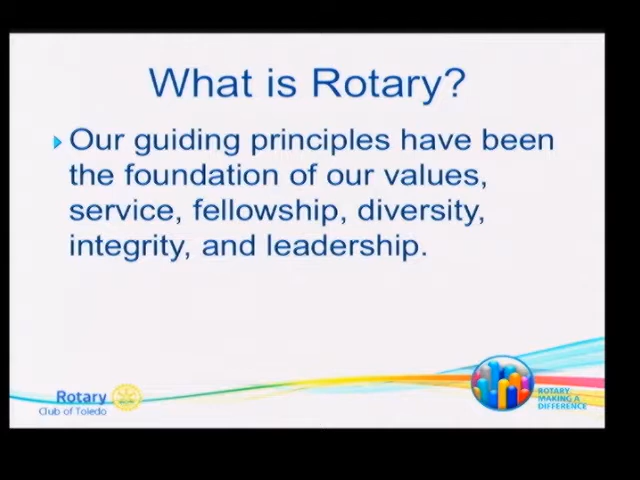 What is Rotary?
Our guiding principles have been
the foundation of our values,
service, fellowship, diversity,
integrity, and leadership.
Rotary
Club of Toledo
ROTARY
MAKING A
DIFFERENCE